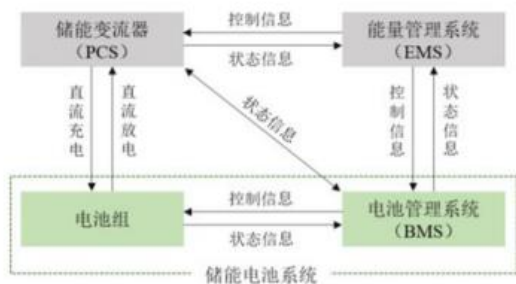 储能变流器
(PCS)
控制信息
状态信息
能量管理系统
(EMS)
直流充电
直流放电
状态信息
控制信息
状态信息
电池组
控制信息
状态信息
电池管理系统
(BMS)
储能电池系统